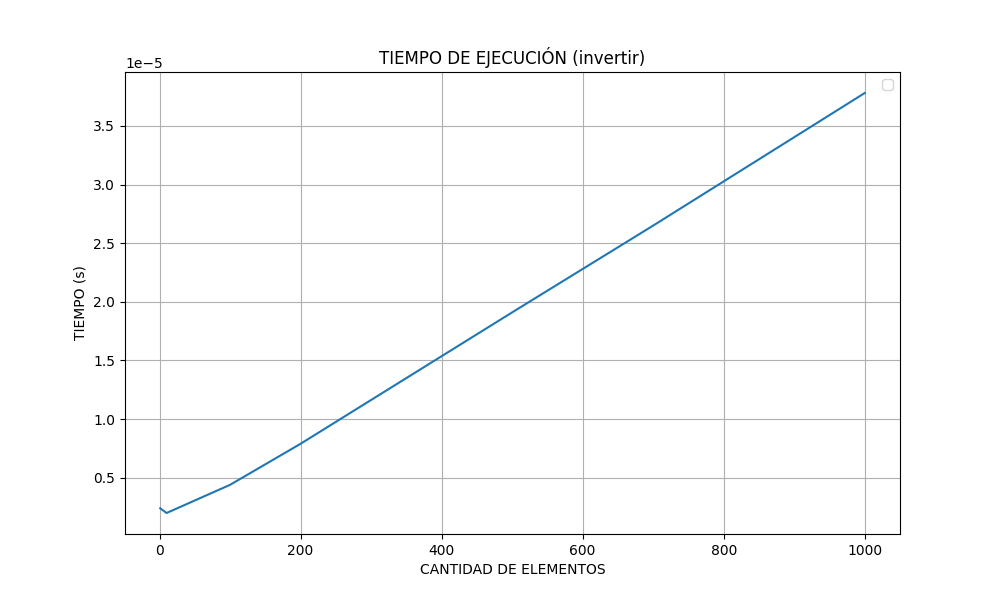 TIEMPO DE EJECUCIÓN (invertir)
1e−5
3.5
3.0
2.5
2.0
1.5
1.0
0.5
TIEMPO (s)
0 200 400 600 800 1000
CANTIDAD DE ELEMENTOS